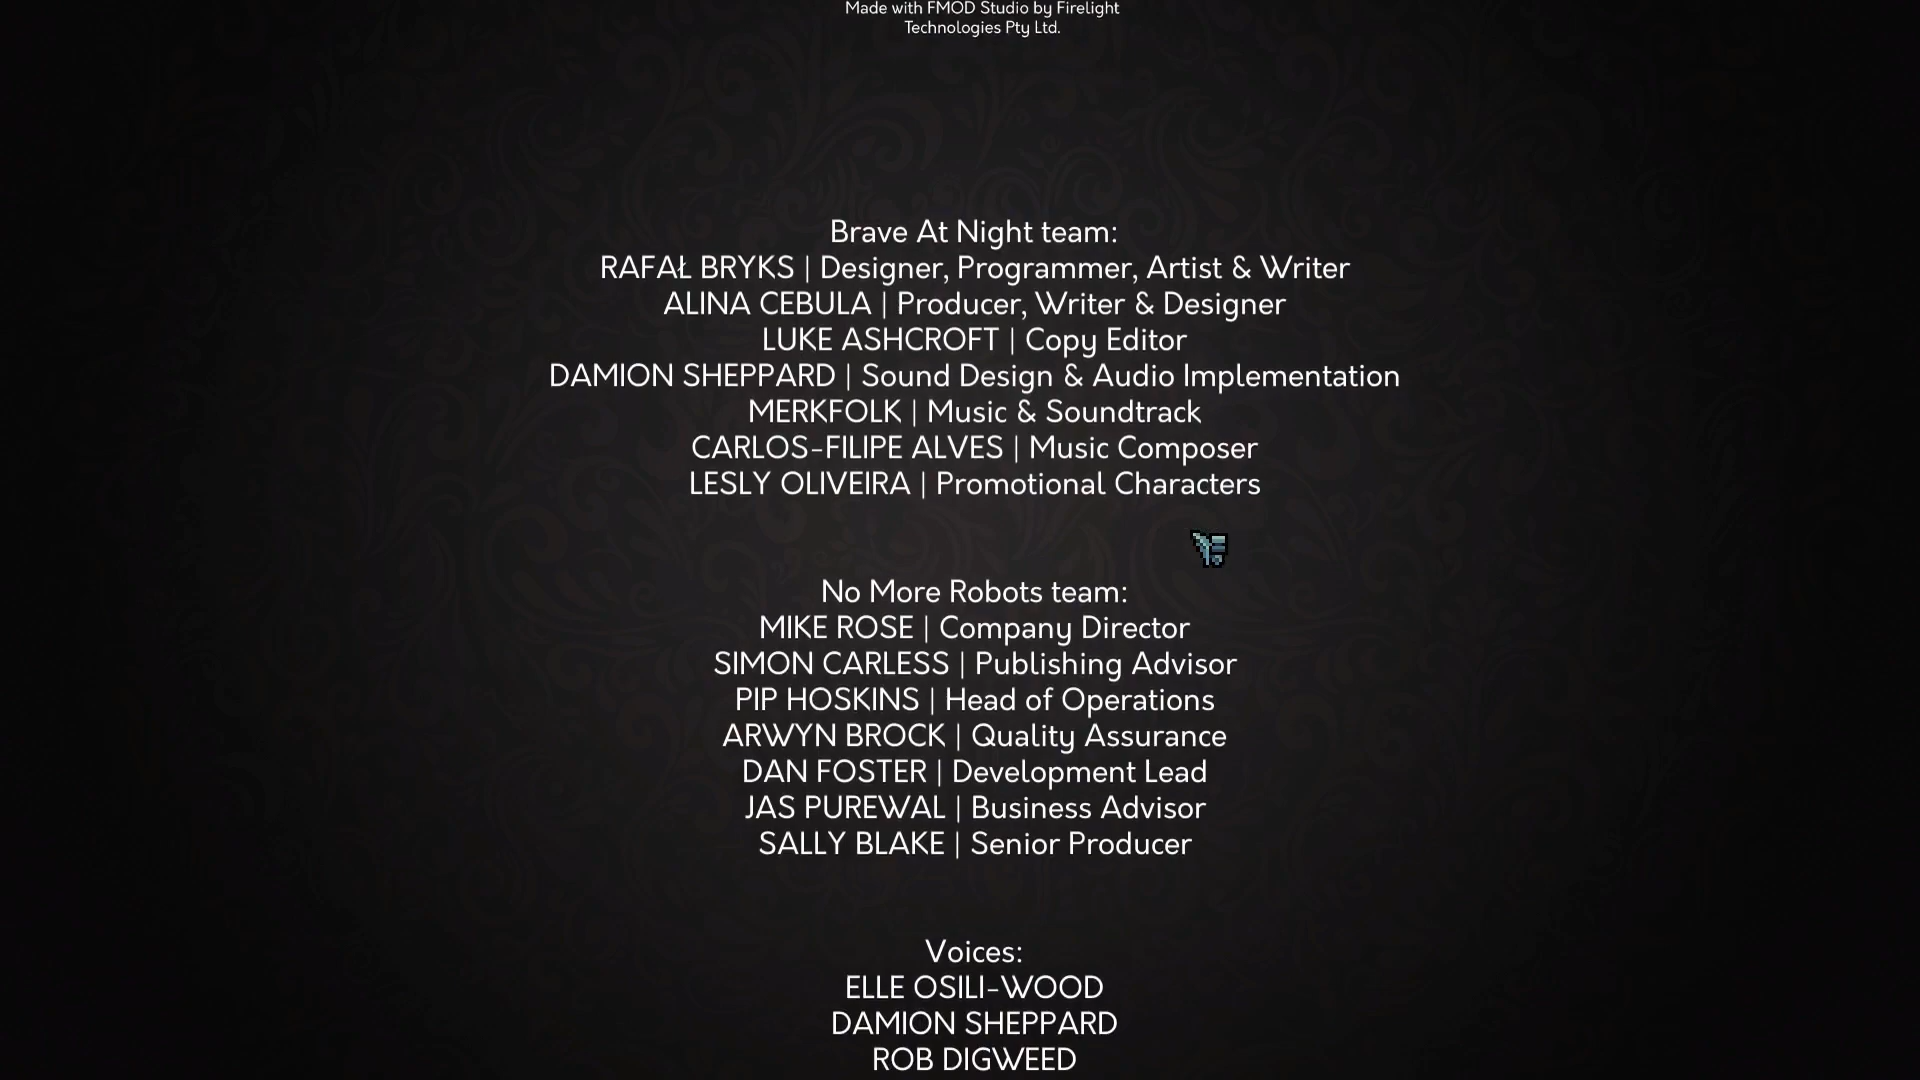 Made with FMOD Studio by Firelight
Technologies Pty Ltd.
Brave At Night team:
RAFAŁ BRYKS | Designer, Programmer, Artist & Writer
ALINA CEBULA | Producer, Writer & Designer
LUKE ASHCROFT | Copy Editor
DAMION SHEPPARD | Sound Design & Audio Implementation
MERKFOLK | Music & Soundtrack
CARLOS-FILIPE ALVES | Music Composer
LESLY OLIVEIRA | Promotional Characters
No More Robots team:
MIKE ROSE | Company Director
SIMON CARLESS | Publishing Advisor
PIP HOSKINS | Head of Operations
ARWYN BROCK | Quality Assurance
DAN FOSTER | Development Lead
JAS PUREWAL | Business Advisor
SALLY BLAKE | Senior Producer
Voices:
ELLE OSILI-WOOD
DAMION SHEPPARD
ROB DIGWEED